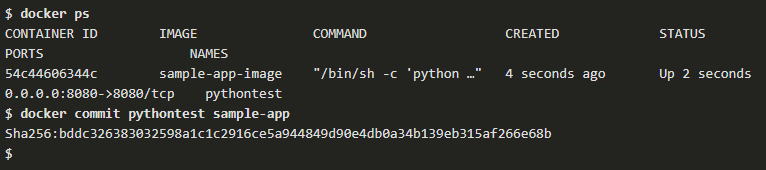 $ docker ps
CONTAINER ID        IMAGE               COMMAND                  CREATED             STATUS
PORTS                    NAMES
54c44606344c        sample-app-image    "/bin/sh -c 'python …"   4 seconds ago       Up 2 seconds
0.0.0.0:8080->8080/tcp    pythontest
$ docker commit pythontest sample-app
Sha256:bddc326383032598a1c1c2916ce5a944849d90e4db0a34b139eb315af266e68b
$